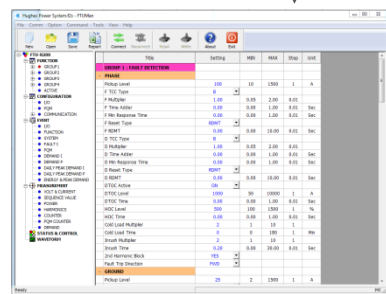 Hughes Power System IDs - FTUMan
File Comm Option Command Tools View Help
New Open Save Report Connect Disconnect Read Write About Exit
FTU-R200
FUNCTION
GROUP1
GROUP2
GROUP3
GROUP4
ACTIVE
CONFIGURATION
I/O
PQM
COMMUNICATION
EVENT
I/O
FUNCTION
SYSTEM
FAULT I
PQM
DEMAND I
DEMAND P
DAILY PEAK DEMAND I
DAILY PEAK DEMAND P
ENERGY & PEAK DEMAND
MEASUREMENT
VOLT & CURRENT
SEQUENCE VALUE
POWER
HARMONICS
COUNTER
PQM COUNTER
DEMAND
STATUS & CONTROL
WAVEFORM
Title Setting MIN MAX Step Unit
GROUP 1 : FAULT DETECTION
PHASE
Pickup Level 100 10 1500 1 A
F TCC Type B
F Multiplier 1.00 0.05 2.00 0.01
F Time Adder 0.00 0.00 1.00 0.01 Sec
F Min Response Time 0.00 0.00 1.00 0.01 Sec
F Reset Type RDMT
F RDMT 0.00 0.00 10.00 0.01 Sec
D TCC Type B
D Multiplier 1.00 0.05 2.00 0.01
D Time Adder 0.00 0.00 1.00 0.01 Sec
D Min Response Time 0.00 0.00 1.00 0.01 Sec
D Reset Type RDMT
D RDMT 0.00 0.00 10.00 0.01 Sec
DTOC Active ON
DTOC Level 1000 50 10000 1 A
DTOC Time 0.00 0.00 1.00 0.01 Sec
HOC Level 500 100 1500 1 %
HOC Time 0.00 0.00 1.00 0.01 Sec
Cold Load Multiplier 2 1 10 1
Cold Load Time 0 0 180 1 Min
Inrush Multiplier 2 1 10 1
Inrush Time 0.20 0.00 30.00 0.01 Sec
2nd Harmonic Block YES
Fault Trip Direction FWD
GROUND
Pickup Level 25 2 1500 1 A
Ready